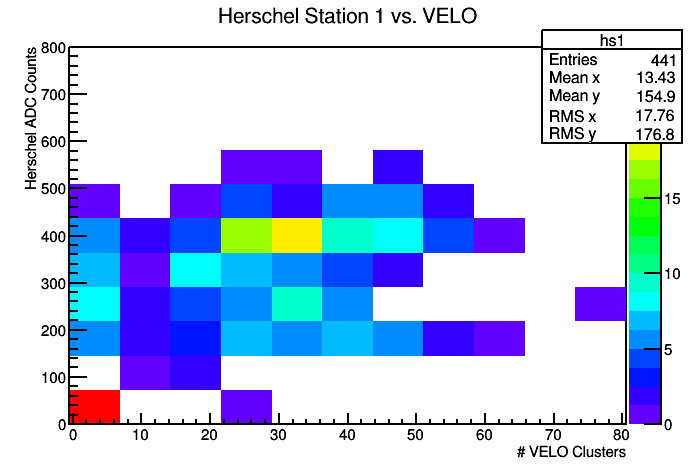 Herschel Station 1 vs. VELO
hs1
Entries 441
Mean x 13.43
Mean y 154.9
RMS x 17.76
RMS y 176.8
Herschel ADC Counts
800
700
600
500
400
300
200
100
0
15
10
5
0
0 10 20 30 40 50 60 70 80
# VELO Clusters